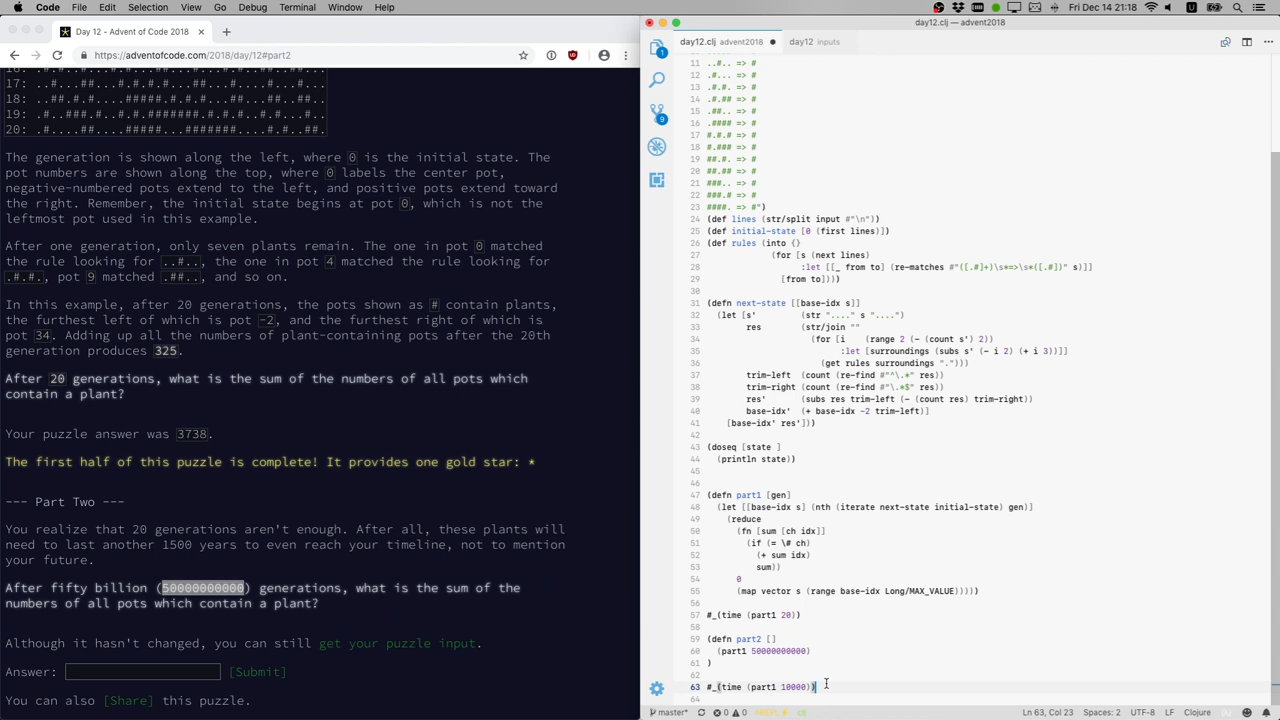 Code File Edit Selection View Go Debug Terminal Window Help
Fri Dec 14 21:18
Day 12 - Advent of Code 2018
https://adventofcode.com/2018/day/12#part2
17: ..#...##...#.#.#.#...##...#....#...#...
18: ..##.#.#....#####.#.#.#...##...##..##..
19: .#..###.#..#.#.#######.#.#.#..#.#...#..
20: .#....##....#####...#######....#.#..##.
The generation is shown along the left, where 0 is the initial state. The
pot numbers are shown along the top, where 0 labels the center pot,
negative-numbered pots extend to the left, and positive pots extend toward
the right. Remember, the initial state begins at pot 0, which is not the
leftmost pot used in this example.
After one generation, only seven plants remain. The one in pot 0 matched
the rule looking for ..#.., the one in pot 4 matched the rule looking for
.#.#., pot 9 matched .##.., and so on.
In this example, after 20 generations, the pots shown as # contain plants,
the furthest left of which is pot -2, and the furthest right of which is
pot 34. Adding up all the numbers of plant-containing pots after the 20th
generation produces 325.
After 20 generations, what is the sum of the numbers of all pots which
contain a plant?
Your puzzle answer was 3738.
The first half of this puzzle is complete! It provides one gold star: *
--- Part Two ---
You realize that 20 generations aren't enough. After all, these plants will
need to last another 1500 years to even reach your timeline, not to mention
your future.
After fifty billion (50000000000) generations, what is the sum of the
numbers of all pots which contain a plant?
Although it hasn't changed, you can still get your puzzle input.
Answer: [Submit]
You can also [Share] this puzzle.
day12.clj — advent2018
day12.clj advent2018 day12 inputs
11 ..#.. => #
12 .#... => #
13 .#.#. => #
14 .#.## => #
15 .##.. => #
16 .#### => #
17 #.#.# => #
18 #.### => #
19 ##.#. => #
20 ##.## => #
21 ###.. => #
22 ###.# => #
23 ####. => #")
24 (def lines (str/split input #"\n"))
25 (def initial-state [0 (first lines)])
26 (def rules (into {}
27 (for [s (next lines)
28 :let [[_ from to] (re-matches #"([.#]+)\s*=>\s*([.#])" s)]]
29 [from to])))
30
31 (defn next-state [[base-idx s]]
32 (let [s' (str "...." s "....")
33 res (str/join ""
34 (for [i (range 2 (- (count s') 2))
35 :let [surroundings (subs s' (- i 2) (+ i 3))]]
36 (get rules surroundings ".")))
37 trim-left (count (re-find #"^\.*" res))
38 trim-right (count (re-find #"\.*$" res))
39 res' (subs res trim-left (- (count res) trim-right))
40 base-idx' (+ base-idx -2 trim-left)]
41 [base-idx' res']))
42
43 (doseq [state ]
44 (println state))
45
46
47 (defn part1 [gen]
48 (let [[base-idx s] (nth (iterate next-state initial-state) gen)]
49 (reduce
50 (fn [sum [ch idx]]
51 (if (= \# ch)
52 (+ sum idx)
53 sum))
54 0
55 (map vector s (range base-idx Long/MAX_VALUE)))))
56
57 #_(time (part1 20))
58
59 (defn part2 []
60 (part1 50000000000)
61 )
62
63 #_(time (part1 10000))
64
master* 0 0 clj Ln 63, Col 23 Spaces: 2 UTF-8 LF Clojure